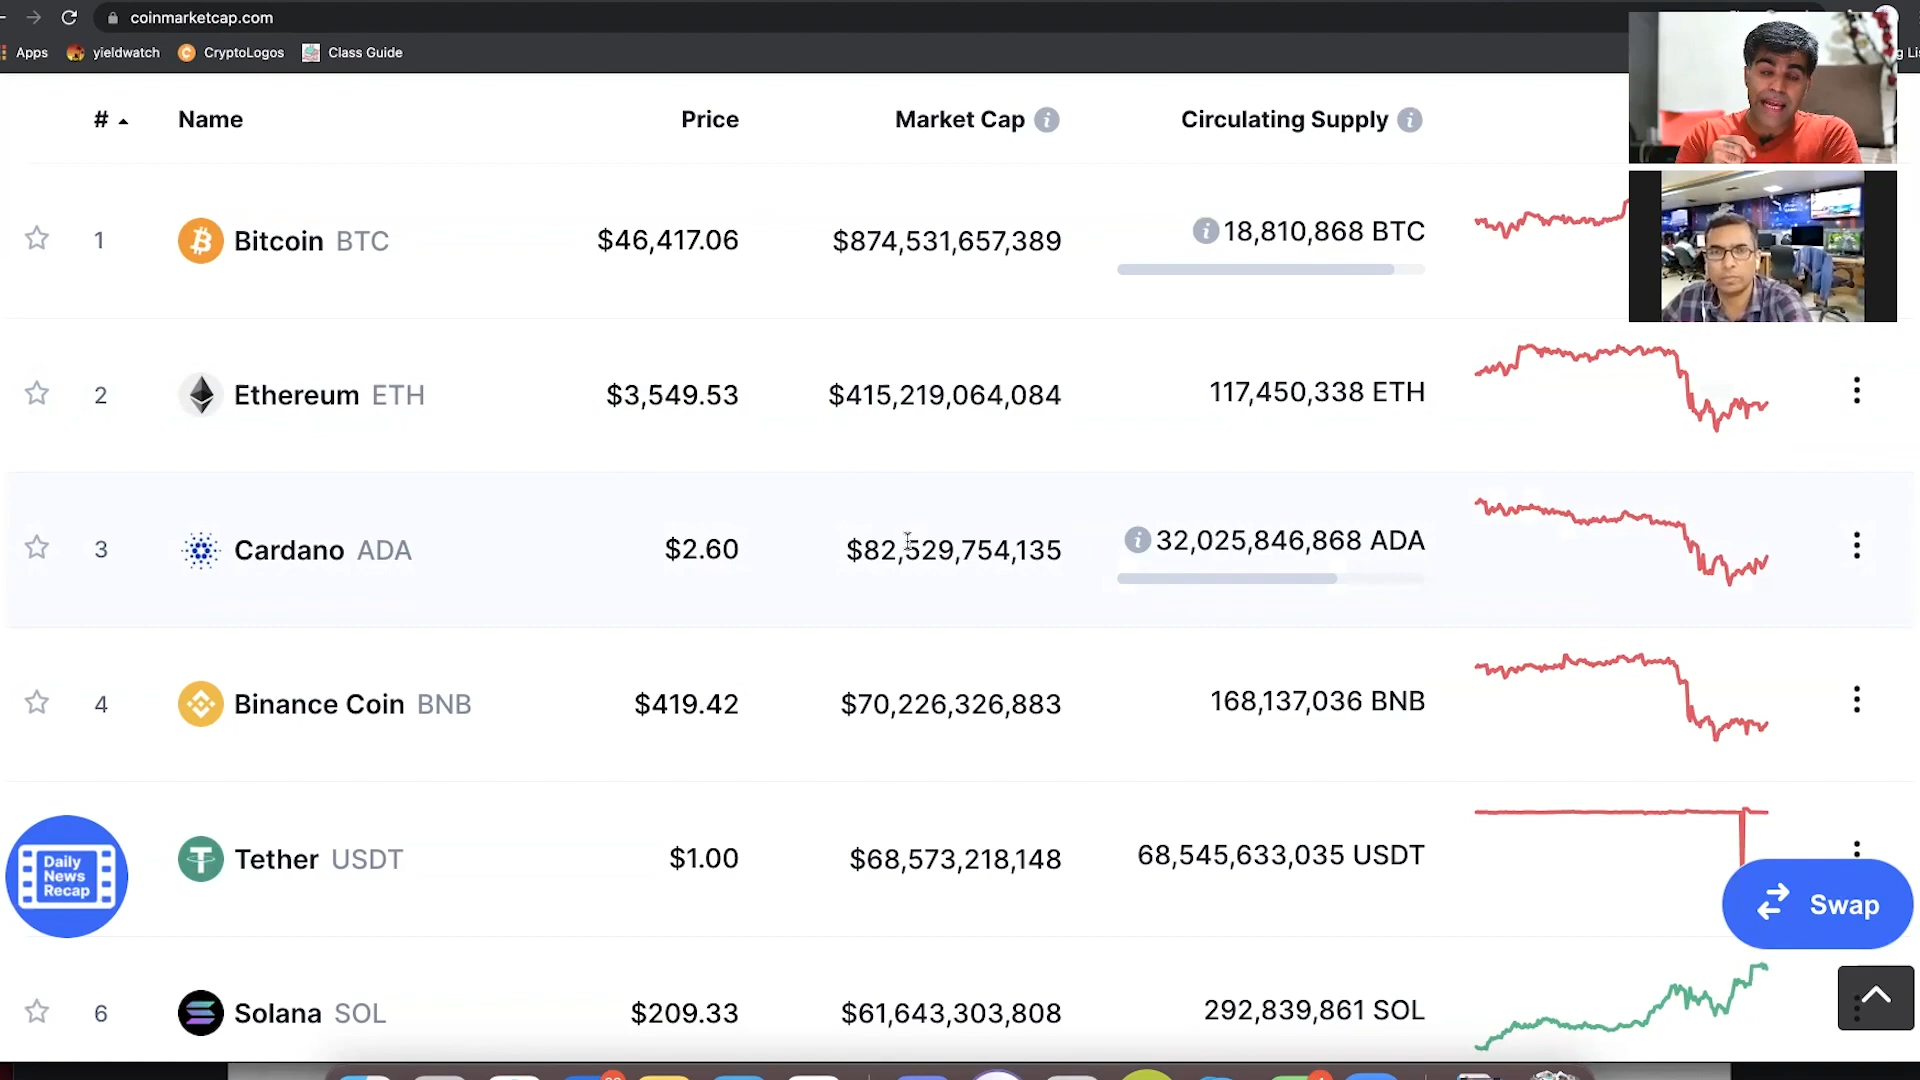 coinmarketcap.com
Apps yieldwatch CryptoLogos Class Guide
# Name Price Market Cap Circulating Supply
1 Bitcoin BTC $46,417.06 $874,531,657,389 18,810,868 BTC
2 Ethereum ETH $3,549.53 $415,219,064,084 117,450,338 ETH
3 Cardano ADA $2.60 $82,529,754,135 32,025,846,868 ADA
4 Binance Coin BNB $419.42 $70,226,326,883 168,137,036 BNB
Daily
News
Recap
Tether USDT $1.00 $68,573,218,148 68,545,633,035 USDT
Swap
6 Solana SOL $209.33 $61,643,303,808 292,839,861 SOL